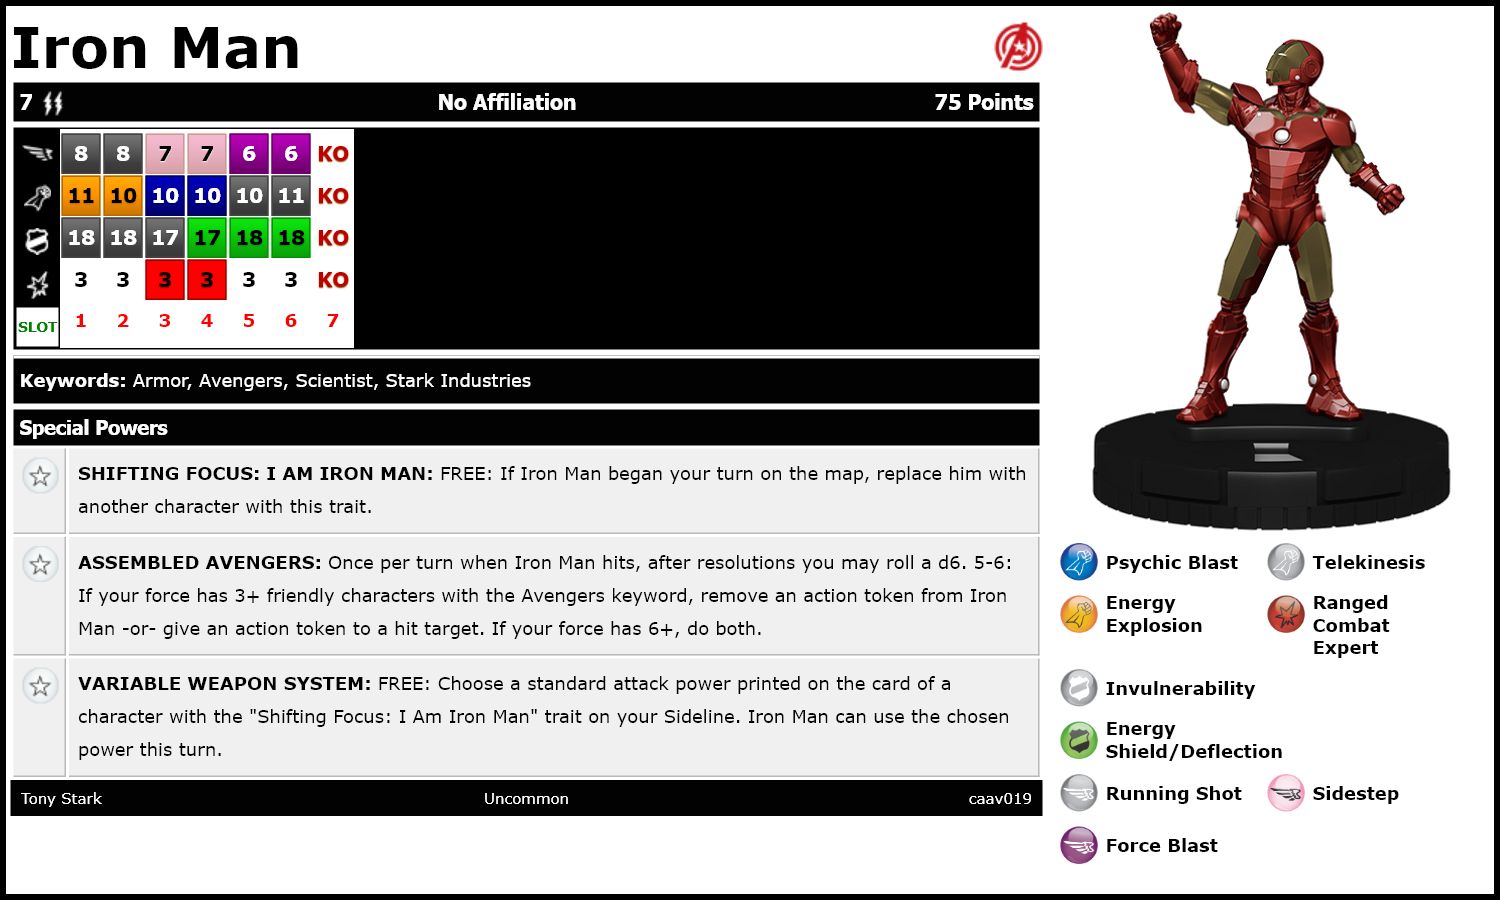 Iron Man
7 No Affiliation 75 Points
8 8 7 7 6 6 KO
11 10 10 10 10 11 KO
18 18 17 17 18 18 KO
3 3 3 3 3 3 KO
SLOT 1 2 3 4 5 6 7
Keywords: Armor, Avengers, Scientist, Stark Industries
Special Powers
SHIFTING FOCUS: I AM IRON MAN: FREE: If Iron Man began your turn on the map, replace him with
another character with this trait.
ASSEMBLED AVENGERS: Once per turn when Iron Man hits, after resolutions you may roll a d6. 5-6:
If your force has 3+ friendly characters with the Avengers keyword, remove an action token from Iron
Man -or- give an action token to a hit target. If your force has 6+, do both.
VARIABLE WEAPON SYSTEM: FREE: Choose a standard attack power printed on the card of a
character with the "Shifting Focus: I Am Iron Man" trait on your Sideline. Iron Man can use the chosen
power this turn.
Tony Stark Uncommon caav019
Psychic Blast
Telekinesis
Energy
Explosion
Ranged
Combat
Expert
Invulnerability
Energy
Shield/Deflection
Running Shot
Sidestep
Force Blast